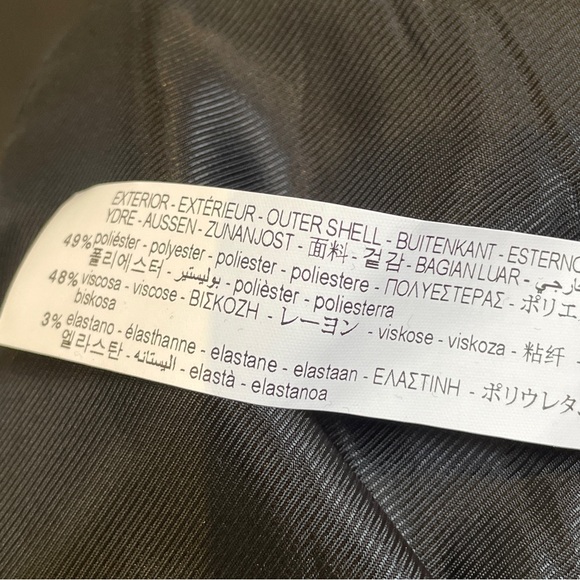 EXTERIOR - EXTÉRIEUR - OUTER SHELL - BUITENKANT - ESTERNO
YDRE - AUSSEN - ZUNANJOST - 面料 - 겉감 - BAGIAN LUAR - خارجي
49% poliéster - polyester - poliester - poliestere - ΠΟΛΥΕΣΤΕΡΑΣ - ポリエ
폴리에스터 - بوليستير - polièster - poliesterra
48% viscosa - viscose - ΒΙΣΚΟΖΗ - レーヨン - viskose - viskoza - 粘纤 -
biskosa
3% elastano - élasthanne - elastane - elastaan - ΕΛΑΣΤΙΝΗ - ポリウレタ
엘라스탄 - اليستانه - elastà - elastanoa